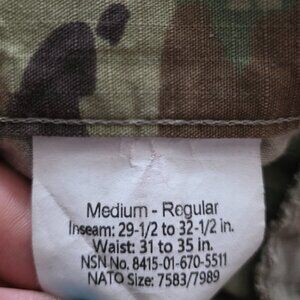 Medium - Regular
Inseam: 29-1/2 to 32-1/2 in.
Waist: 31 to 35 in.
NSN No. 8415-01-670-5511
NATO Size: 7583/7989